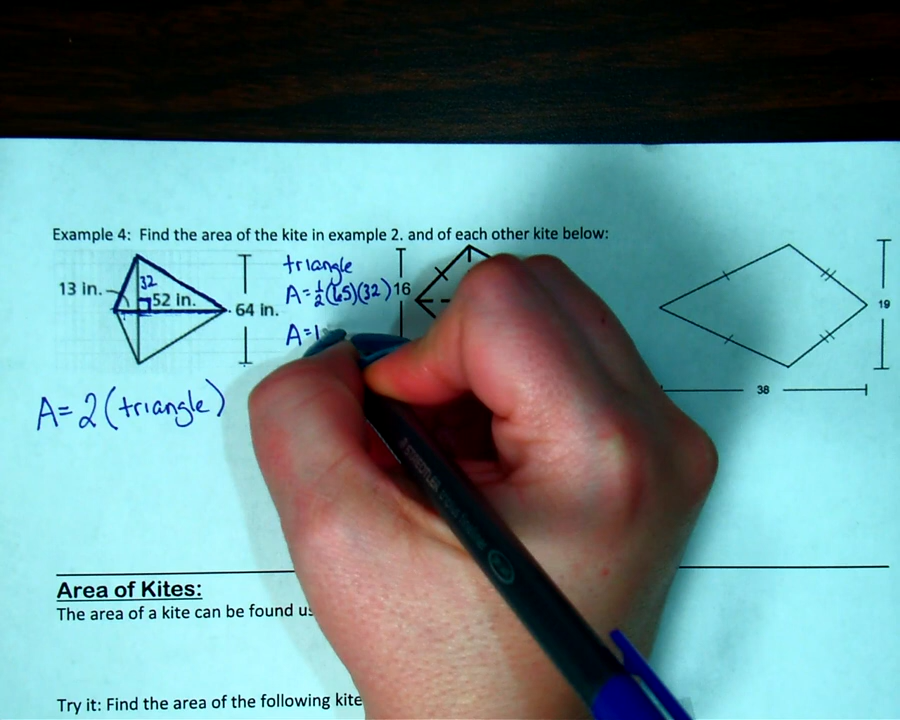 Example 4: Find the area of the kite in example 2. and of each other kite below:
13 in.
32
52 in.
64 in.
triangle
A=½(65)(32)
A=1
16
19
38
A=2(triangle)
Area of Kites:
The area of a kite can be found
Try it: Find the area of the following kite
STAEDTLER